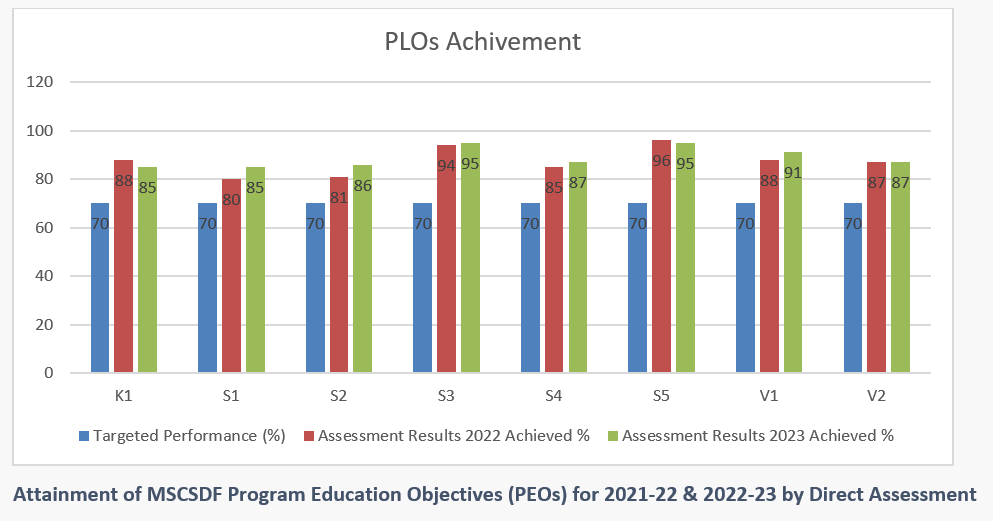 PLOs Achivement
120
100
80
60
40
20
0
88 85 80 85 81 86 94 95 85 87 96 95 88 91 87 87
70 70 70 70 70 70 70 70
K1 S1 S2 S3 S4 S5 V1 V2
Targeted Performance (%) Assessment Results 2022 Achieved % Assessment Results 2023 Achieved %
Attainment of MSCSDF Program Education Objectives (PEOs) for 2021-22 & 2022-23 by Direct Assessment